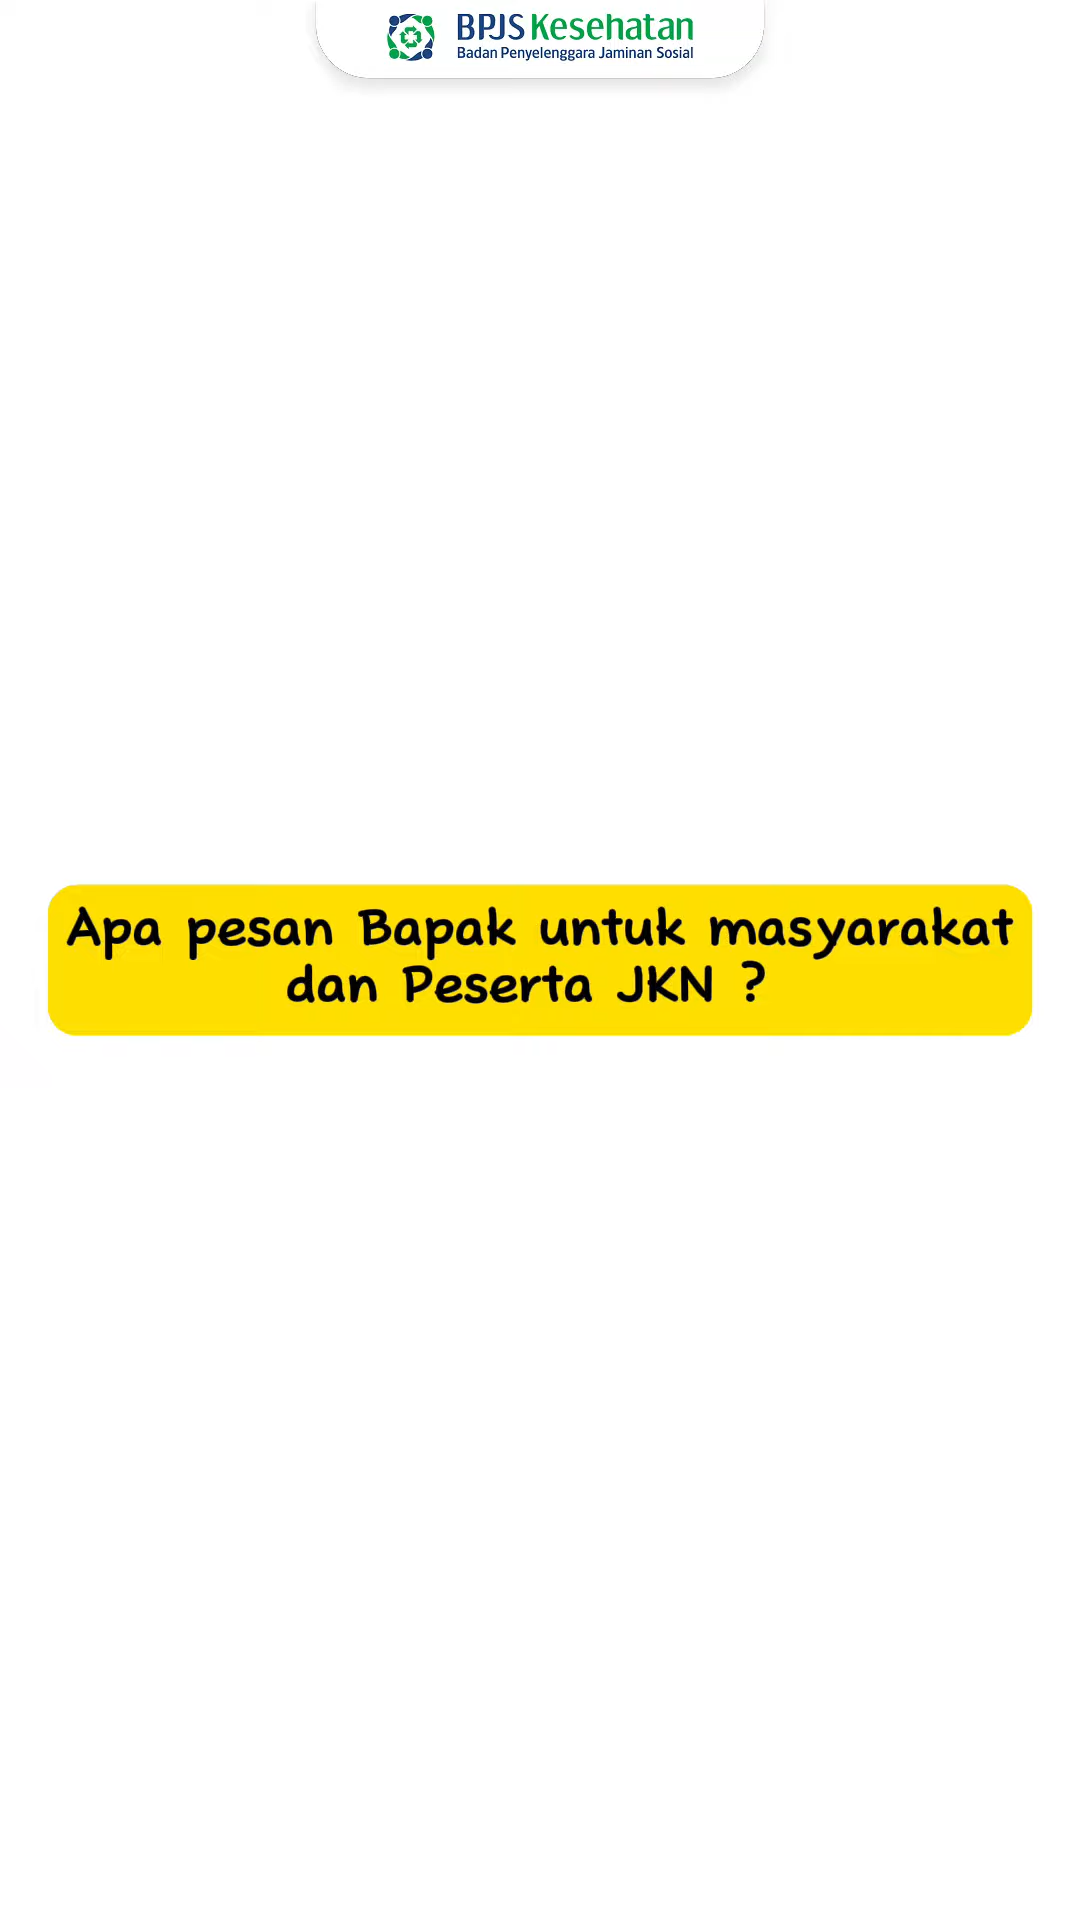 BPJS Kesehatan
Badan Penyelenggara Jaminan Sosial
Apa pesan Bapak untuk masyarakat
dan Peserta JKN ?